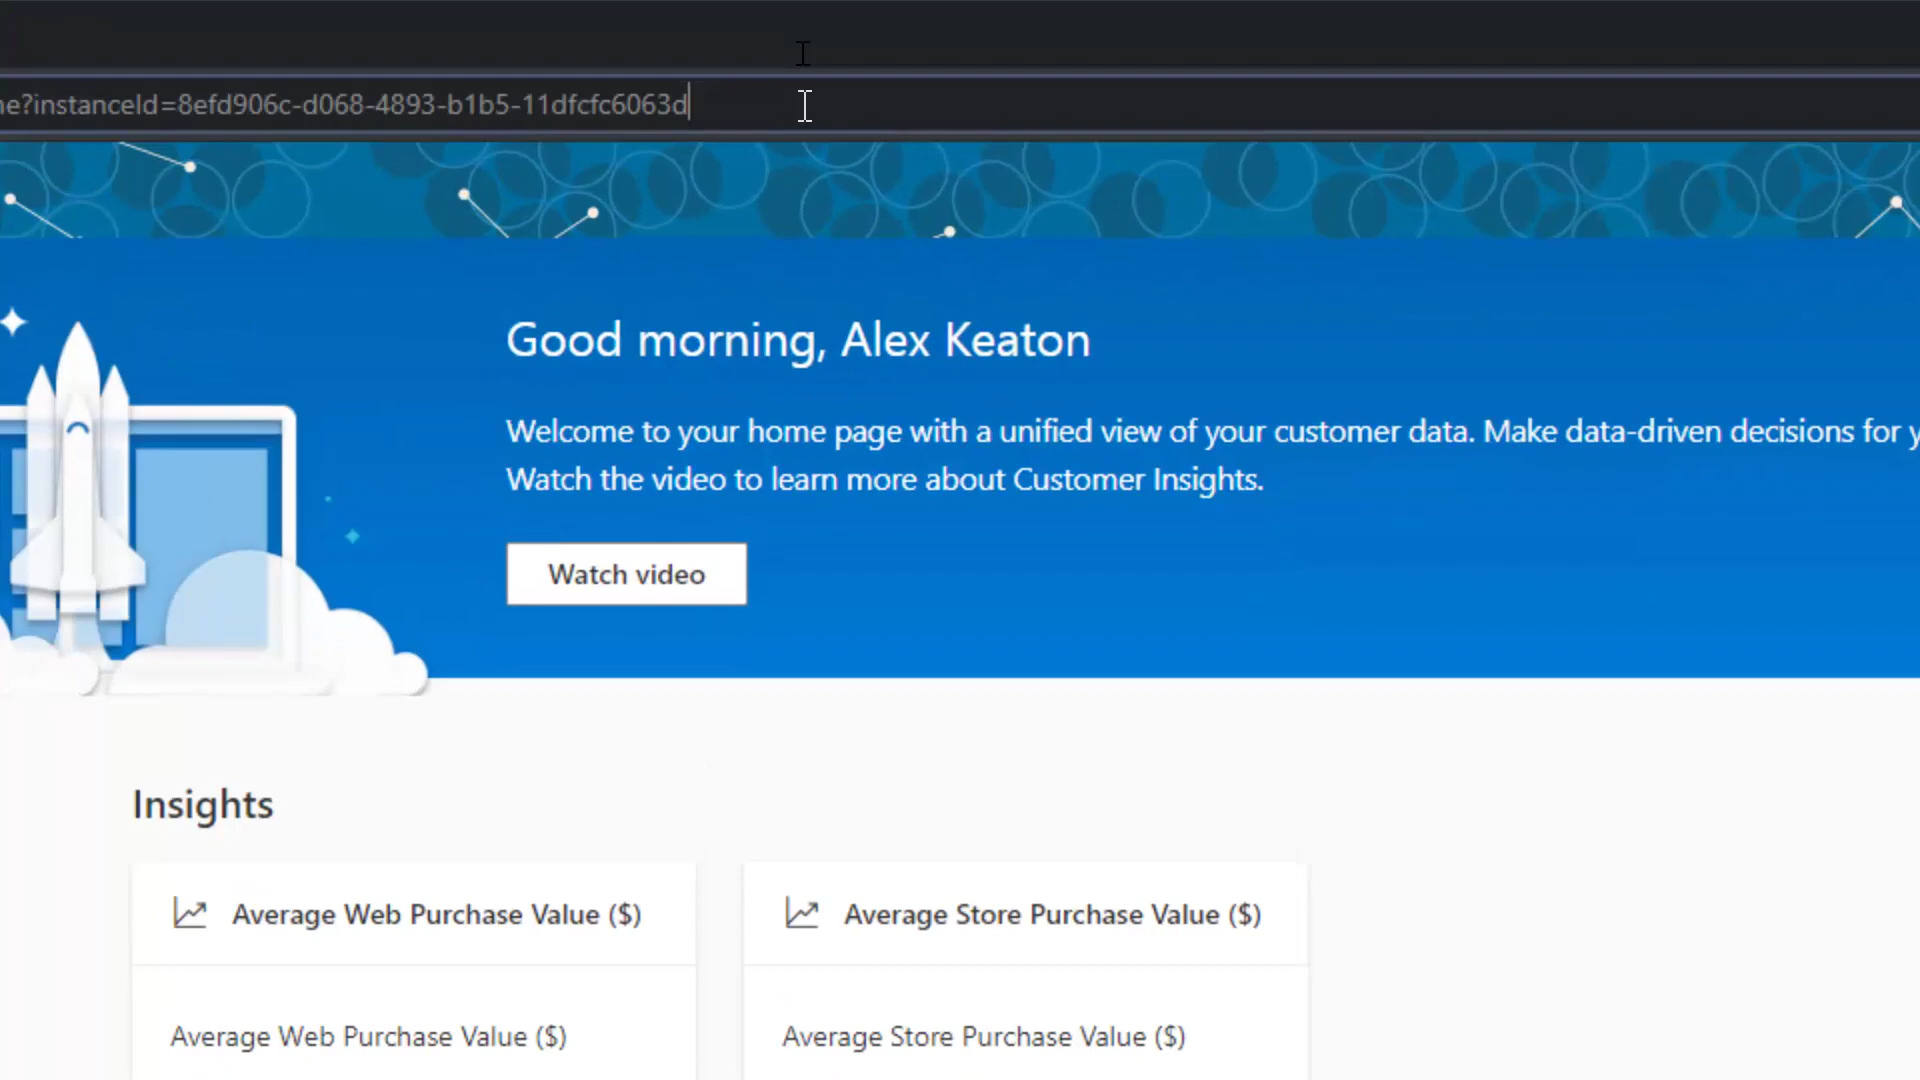 ne?instanceId=8efd906c-d068-4893-b1b5-11dfcfc6063d
Good morning, Alex Keaton
Welcome to your home page with a unified view of your customer data. Make data-driven decisions for y
Watch the video to learn more about Customer Insights.
Watch video
Insights
Average Web Purchase Value ($)
Average Store Purchase Value ($)
Average Web Purchase Value ($)
Average Store Purchase Value ($)